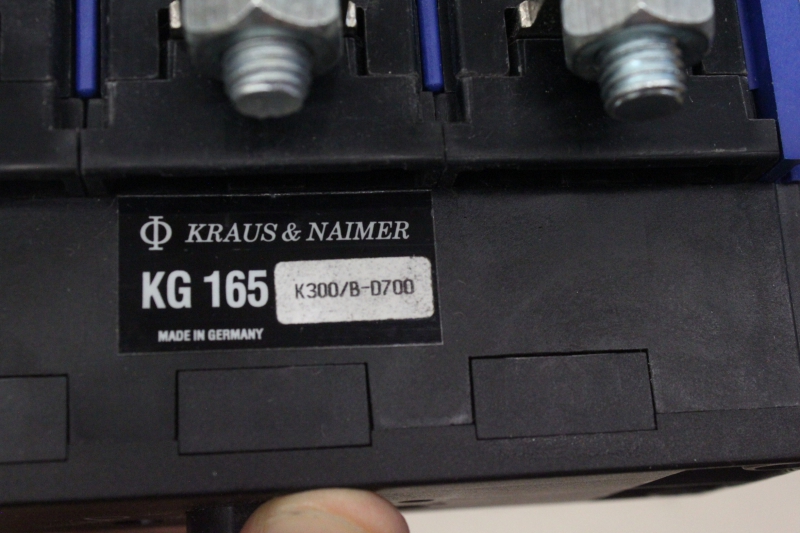 KRAUS & NAIMER
KG 165 K300/B-D700
MADE IN GERMANY